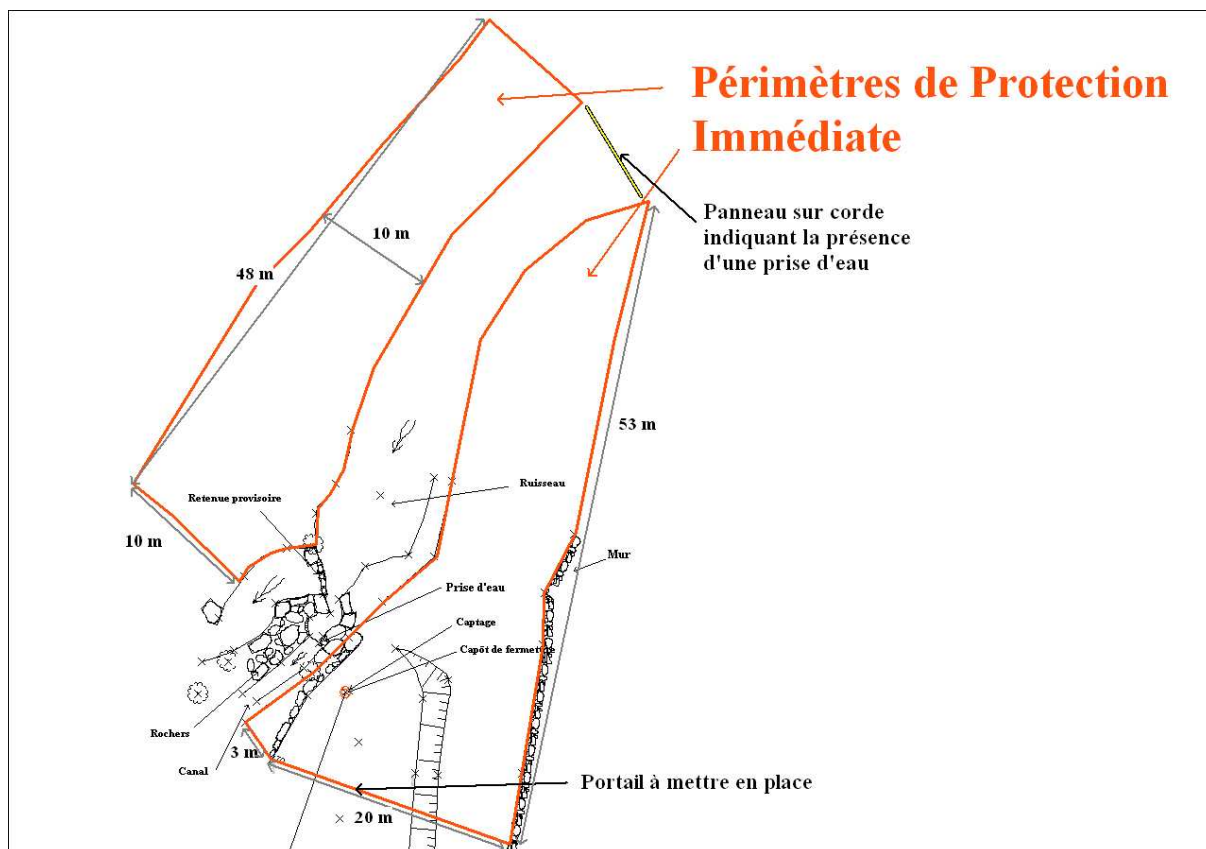 Périmètres de Protection
Immédiate
Panneau sur corde
indiquant la présence
d'une prise d'eau
10 m
48 m
53 m
Ruisseau
Retenue provisoire
10 m
Mur
Prise d'eau
Captage
Capôt de fermeture
Rochers
3 m
Canal
Portail à mettre en place
20 m